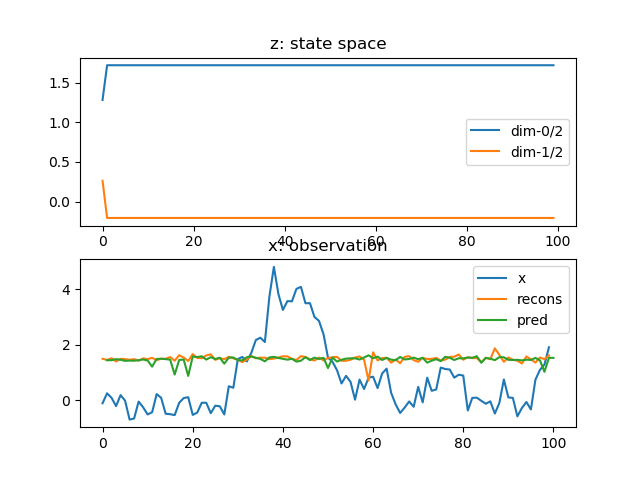 z: state space
1.5
1.0
0.5
0.0
dim-0/2
dim-1/2
0 20 40 60 80 100
x: observation
4
2
0
x
recons
pred
0 20 40 60 80 100